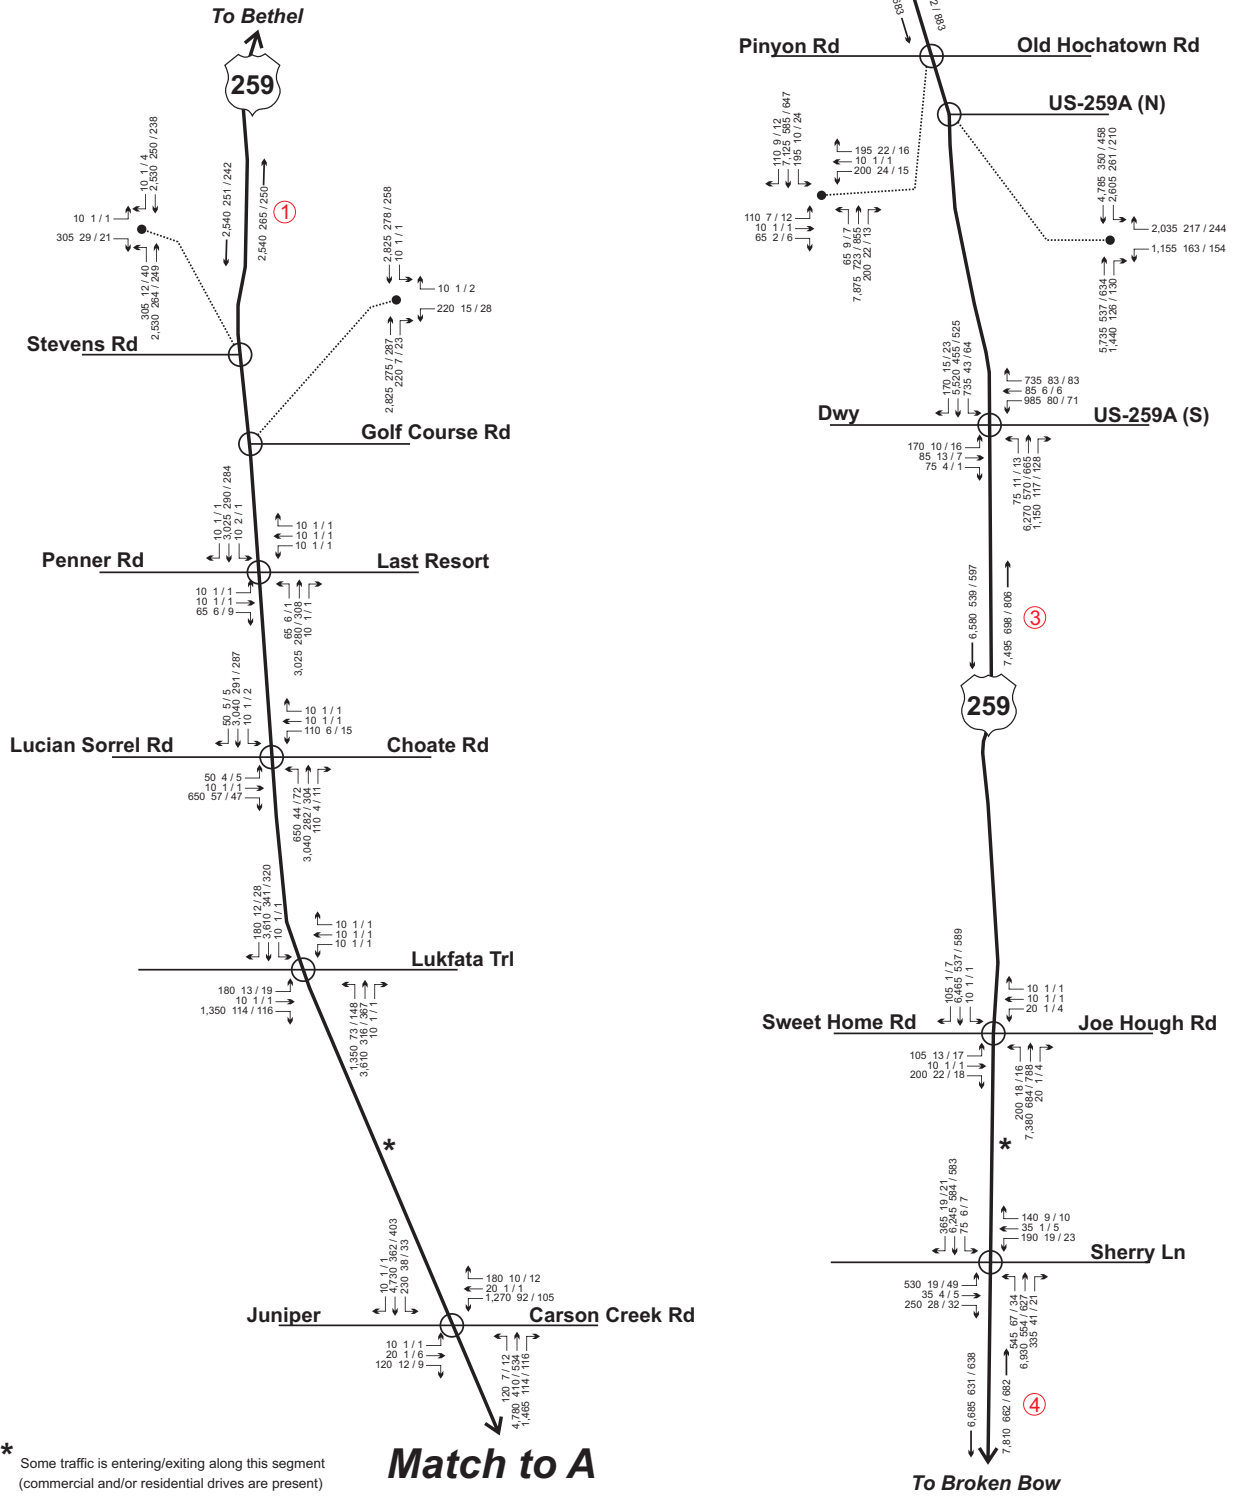 To Bethel
259
10 1 / 4
2,530 250 / 238
10 1 / 1
305 29 / 21
305 12 / 40
2,530 264 / 249
2,540 251 / 242
2,540 265 / 250
1
2,825 278 / 258
10 1 / 1
10 1 / 2
220 15 / 28
2,825 275 / 287
220 7 / 23
Stevens Rd
Golf Course Rd
10 1 / 1
3,025 290 / 284
10 2 / 1
10 1 / 1
10 1 / 1
10 1 / 1
Penner Rd
Last Resort
10 1 / 1
10 1 / 1
65 6 / 9
65 6 / 1
3,025 280 / 308
10 1 / 1
50 5 / 5
3,040 291 / 287
10 1 / 2
10 1 / 1
10 1 / 1
110 6 / 15
Lucian Sorrel Rd
Choate Rd
50 4 / 5
10 1 / 1
650 57 / 47
650 44 / 72
3,040 282 / 304
110 4 / 11
180 12 / 28
3,610 341 / 320
10 1 / 1
10 1 / 1
10 1 / 1
10 1 / 1
Lukfata Trl
180 13 / 19
10 1 / 1
1,350 114 / 116
1,350 73 / 148
3,610 316 / 367
10 1 / 1
*
10 1 / 1
4,730 362 / 403
230 38 / 33
180 10 / 12
20 1 / 1
1,270 92 / 105
Juniper
Carson Creek Rd
10 1 / 1
20 1 / 6
120 12 / 9
120 7 / 12
4,780 410 / 534
1,465 114 / 116
Match to A
* Some traffic is entering/exiting along this segment
(commercial and/or residential drives are present)
2 / 883
Pinyon Rd
Old Hochatown Rd
US-259A (N)
110 9 / 12
7,125 585 / 647
195 10 / 24
195 22 / 16
10 1 / 1
200 24 / 15
110 7 / 12
10 1 / 1
65 2 / 6
65 9 / 7
7,875 723 / 855
200 22 / 13
4,785 350 / 458
2,605 261 / 210
2,035 217 / 244
1,155 163 / 154
5,735 537 / 634
1,440 126 / 130
170 15 / 23
5,520 455 / 525
735 43 / 64
735 83 / 83
85 6 / 6
985 80 / 71
Dwy
US-259A (S)
170 10 / 16
85 13 / 7
75 4 / 1
75 11 / 13
6,270 570 / 665
1,150 117 / 128
6,580 539 / 597
7,495 698 / 806
3
259
105 1 / 7
6,465 537 / 589
10 1 / 1
10 1 / 1
10 1 / 1
20 1 / 4
Sweet Home Rd
Joe Hough Rd
105 13 / 17
10 1 / 1
200 22 / 18
200 18 / 16
7,380 684 / 788
20 1 / 4
*
365 19 / 21
6,245 584 / 583
75 6 / 7
140 9 / 10
35 1 / 5
190 19 / 23
Sherry Ln
530 19 / 49
35 4 / 5
250 28 / 32
545 67 / 34
6,930 554 / 627
335 41 / 21
6,685 631 / 638
7,810 662 / 682
4
To Broken Bow